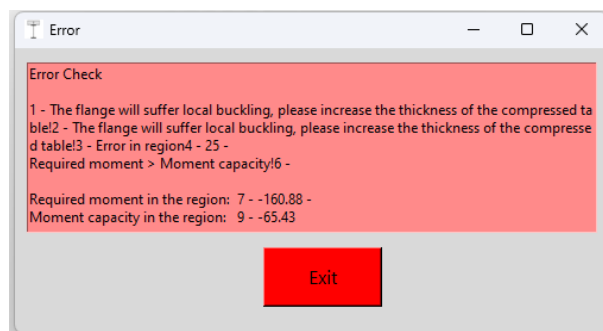 Error
Error Check
1 - The flange will suffer local buckling, please increase the thickness of the compressed ta
ble!2 - The flange will suffer local buckling, please increase the thickness of the compresse
d table!3 - Error in region4 - 25 -
Required moment > Moment capacity!6 -
Required moment in the region:  7 - -160.88 -
Moment capacity in the region:  9 - -65.43
Exit